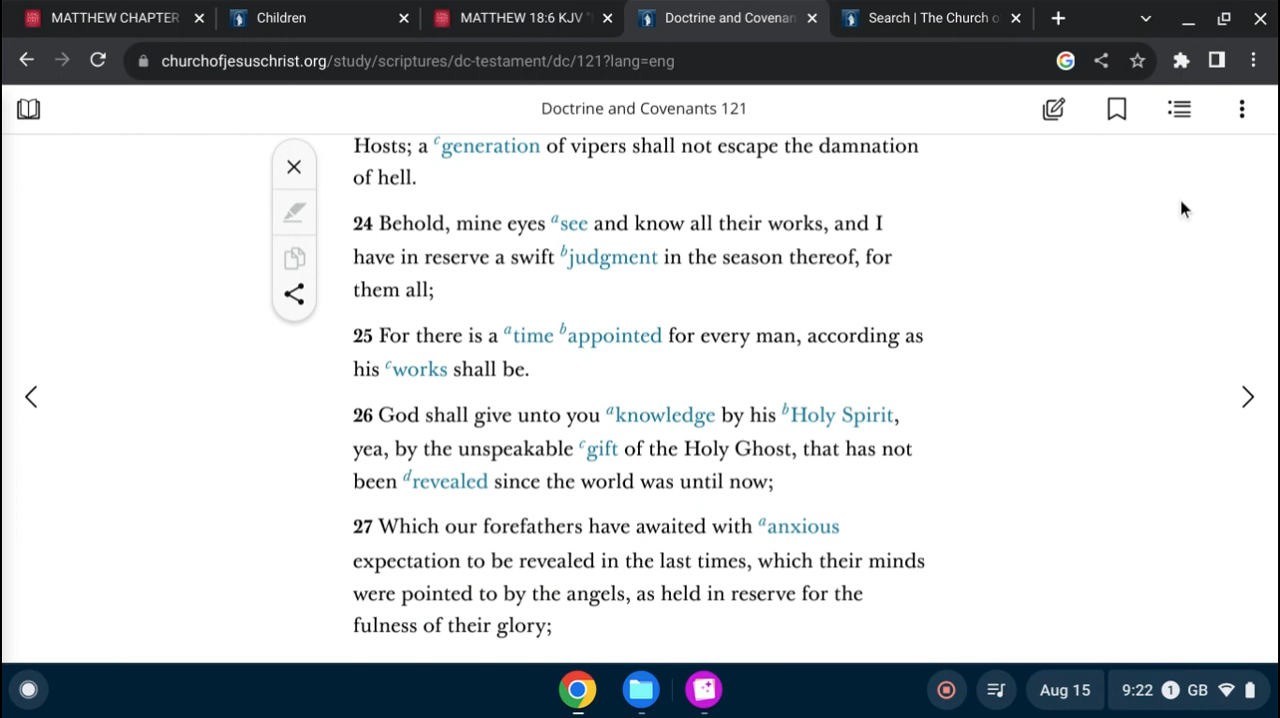 MATTHEW CHAPTER
Children
MATTHEW 18:6 KJV "
Doctrine and Covenan
Search | The Church o
churchofjesuschrist.org/study/scriptures/dc-testament/dc/121?lang=eng
Doctrine and Covenants 121
Hosts; a c generation of vipers shall not escape the damnation
of hell.
24 Behold, mine eyes a see and know all their works, and I
have in reserve a swift b judgment in the season thereof, for
them all;
25 For there is a a time b appointed for every man, according as
his c works shall be.
26 God shall give unto you a knowledge by his b Holy Spirit,
yea, by the unspeakable c gift of the Holy Ghost, that has not
been d revealed since the world was until now;
27 Which our forefathers have awaited with a anxious
expectation to be revealed in the last times, which their minds
were pointed to by the angels, as held in reserve for the
fulness of their glory;
Aug 15
9:22 1 GB